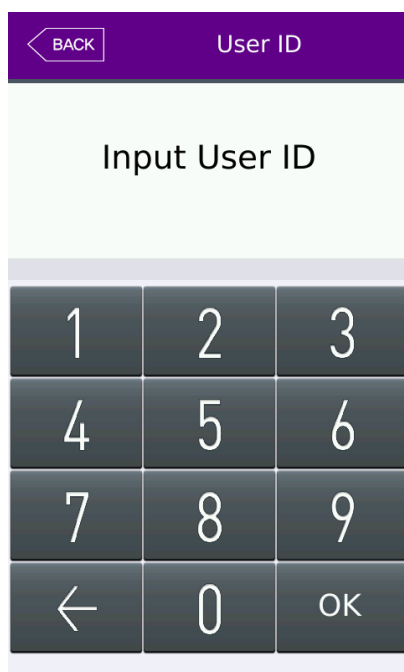 BACK User ID
Input User ID
1 2 3
4 5 6
7 8 9
← 0 OK